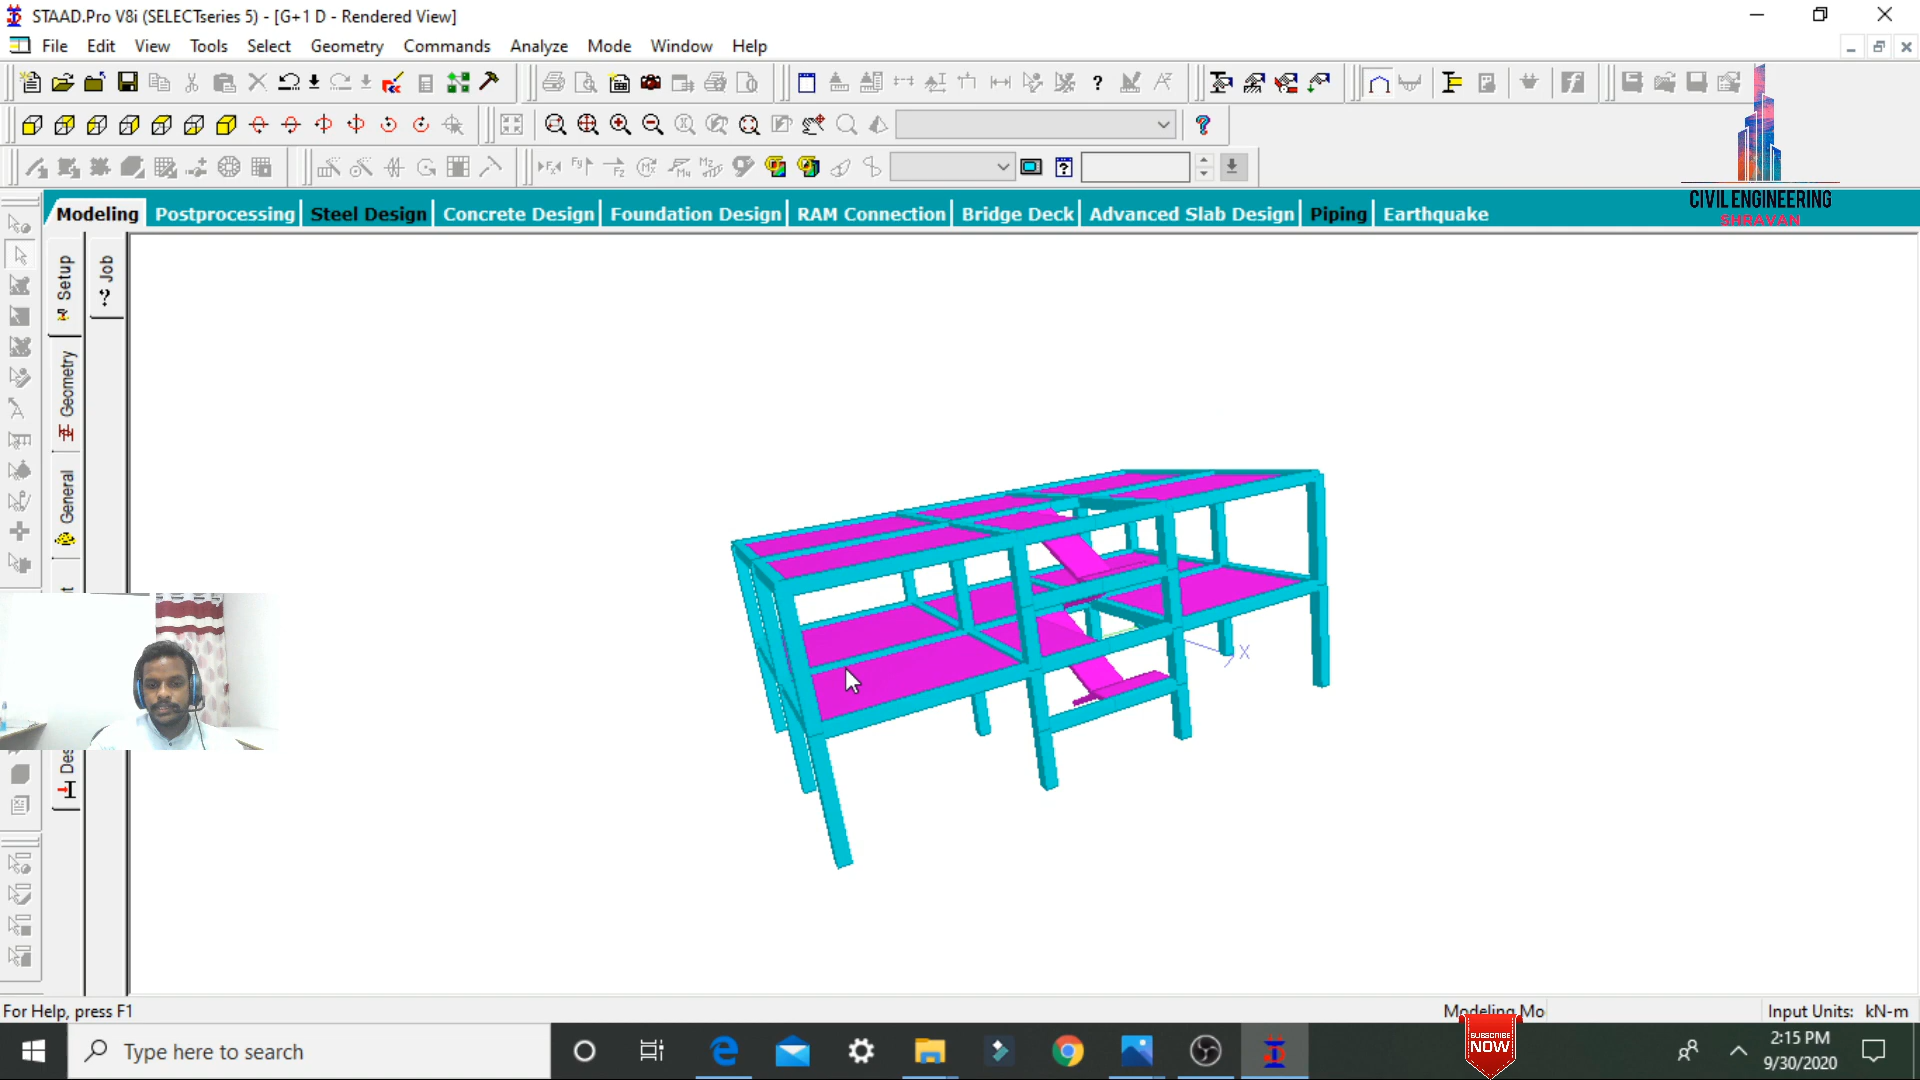 STAAD.Pro V8i (SELECTseries 5) - [G+1 D - Rendered View]
File Edit View Tools Select Geometry Commands Analyze Mode Window Help
Modeling Postprocessing Steel Design Concrete Design Foundation Design RAM Connection Bridge Deck Advanced Slab Design Piping Earthquake
CIVIL ENGINEERING
SHRAVAN
Setup
Job
Geometry
General
t
Des
X
For Help, press F1
Modeling Mo
Input Units: kN-m
Type here to search
SUBSCRIBE
NOW
2:15 PM
9/30/2020